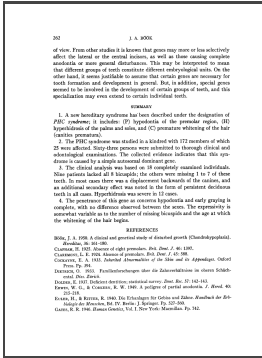 262 J. A. BÖÖK
of view. From other studies it is known that genes may more or less selectively
affect the lateral or the central incisors, as well as those causing complete
anodontia or more general disturbances. This may be interpreted to mean
that different groups of teeth constitute different embryological units. On the
other hand, it seems justifiable to assume that certain genes are necessary for
tooth formation and development in general. But, in addition, special genes
seemed to be involved in the development of certain groups of teeth, and this
specialization may even extend to certain individual teeth.
SUMMARY
1. A new hereditary syndrome has been described under the designation of
PHC syndrome; it includes: (P) hypodontia of the premolar region, (H)
hyperhidrosis of the palms and soles, and (C) premature whitening of the hair
(canities prematura).
2. The PHC syndrome was studied in a kindred with 172 members of which
25 were affected. Sixty-three persons were submitted to thorough clinical and
odontological examinations. The collected evidence indicates that this syn-
drome is caused by a simple autosomal dominant gene.
3. The clinical analysis was based on 18 completely examined individuals.
Nine patients lacked all 8 bicuspids; the others were missing 1 to 7 of these
teeth. In most cases there was a displacement backwards of the canines, and
an additional secondary effect was noted in the form of persistent deciduous
teeth in all cases. Hyperhidrosis was severe in 12 cases.
4. The penetrance of this gene as concerns hypodontia and early graying is
complete, with no difference observed between the sexes. The expressivity is
somewhat variable as to the number of missing bicuspids and the age at which
the whitening of the hair begins.
REFERENCES
BÖÖK, J. A. 1950. A clinical and genetical study of disturbed growth (Chondrodysplasia).
Hereditas, 36: 161-180.
CLAPHAM, H. 1925. Absence of eight premolars. Brit. Dent. J. 46: 1397.
CLAREMONT, L. E. 1924. Absence of premolars. Brit. Dent. J. 45: 588.
COCKAYNE, E. A. 1933. Inherited Abnormalities of the Skin and its Appendages. Oxford
Press. Pp. 394.
DIETRICH, O. 1933. Familienforschungen über die Zahnverhältnisse im oberen Schäch-
ental. Diss. Zürich.
DOLDER, E. 1937. Deficient dentition; statistical survey. Dent. Rec. 57: 142-143.
ERWIN, W. G., & CORKERN, R. W. 1949. A pedigree of partial anodontia. J. Hered. 40:
215-218.
EULER, H., & RITTER, R. 1940. Die Erbanlagen für Gebiss und Zähne. Handbuch der Erb-
biologie des Menschen, Bd. IV. Berlin: J. Springer. Pp. 527-560.
GATES, R. R. 1946. Human Genetics, Vol. I. New York: Macmillan. Pp. 742.